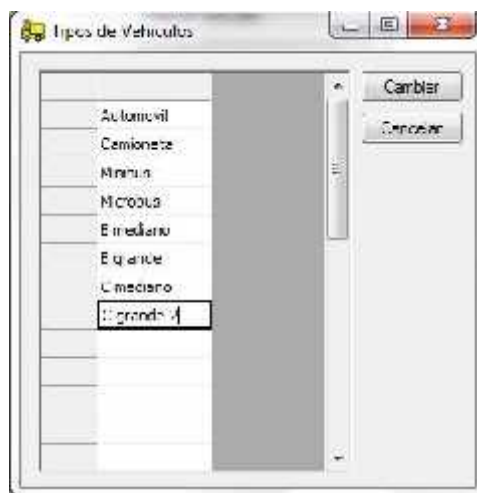 Tipos de Vehiculos
Cambiar
Cancelar
Automovil
Camioneta
Minibus
Microbus
B mediano
B grande
C mediano
C grande